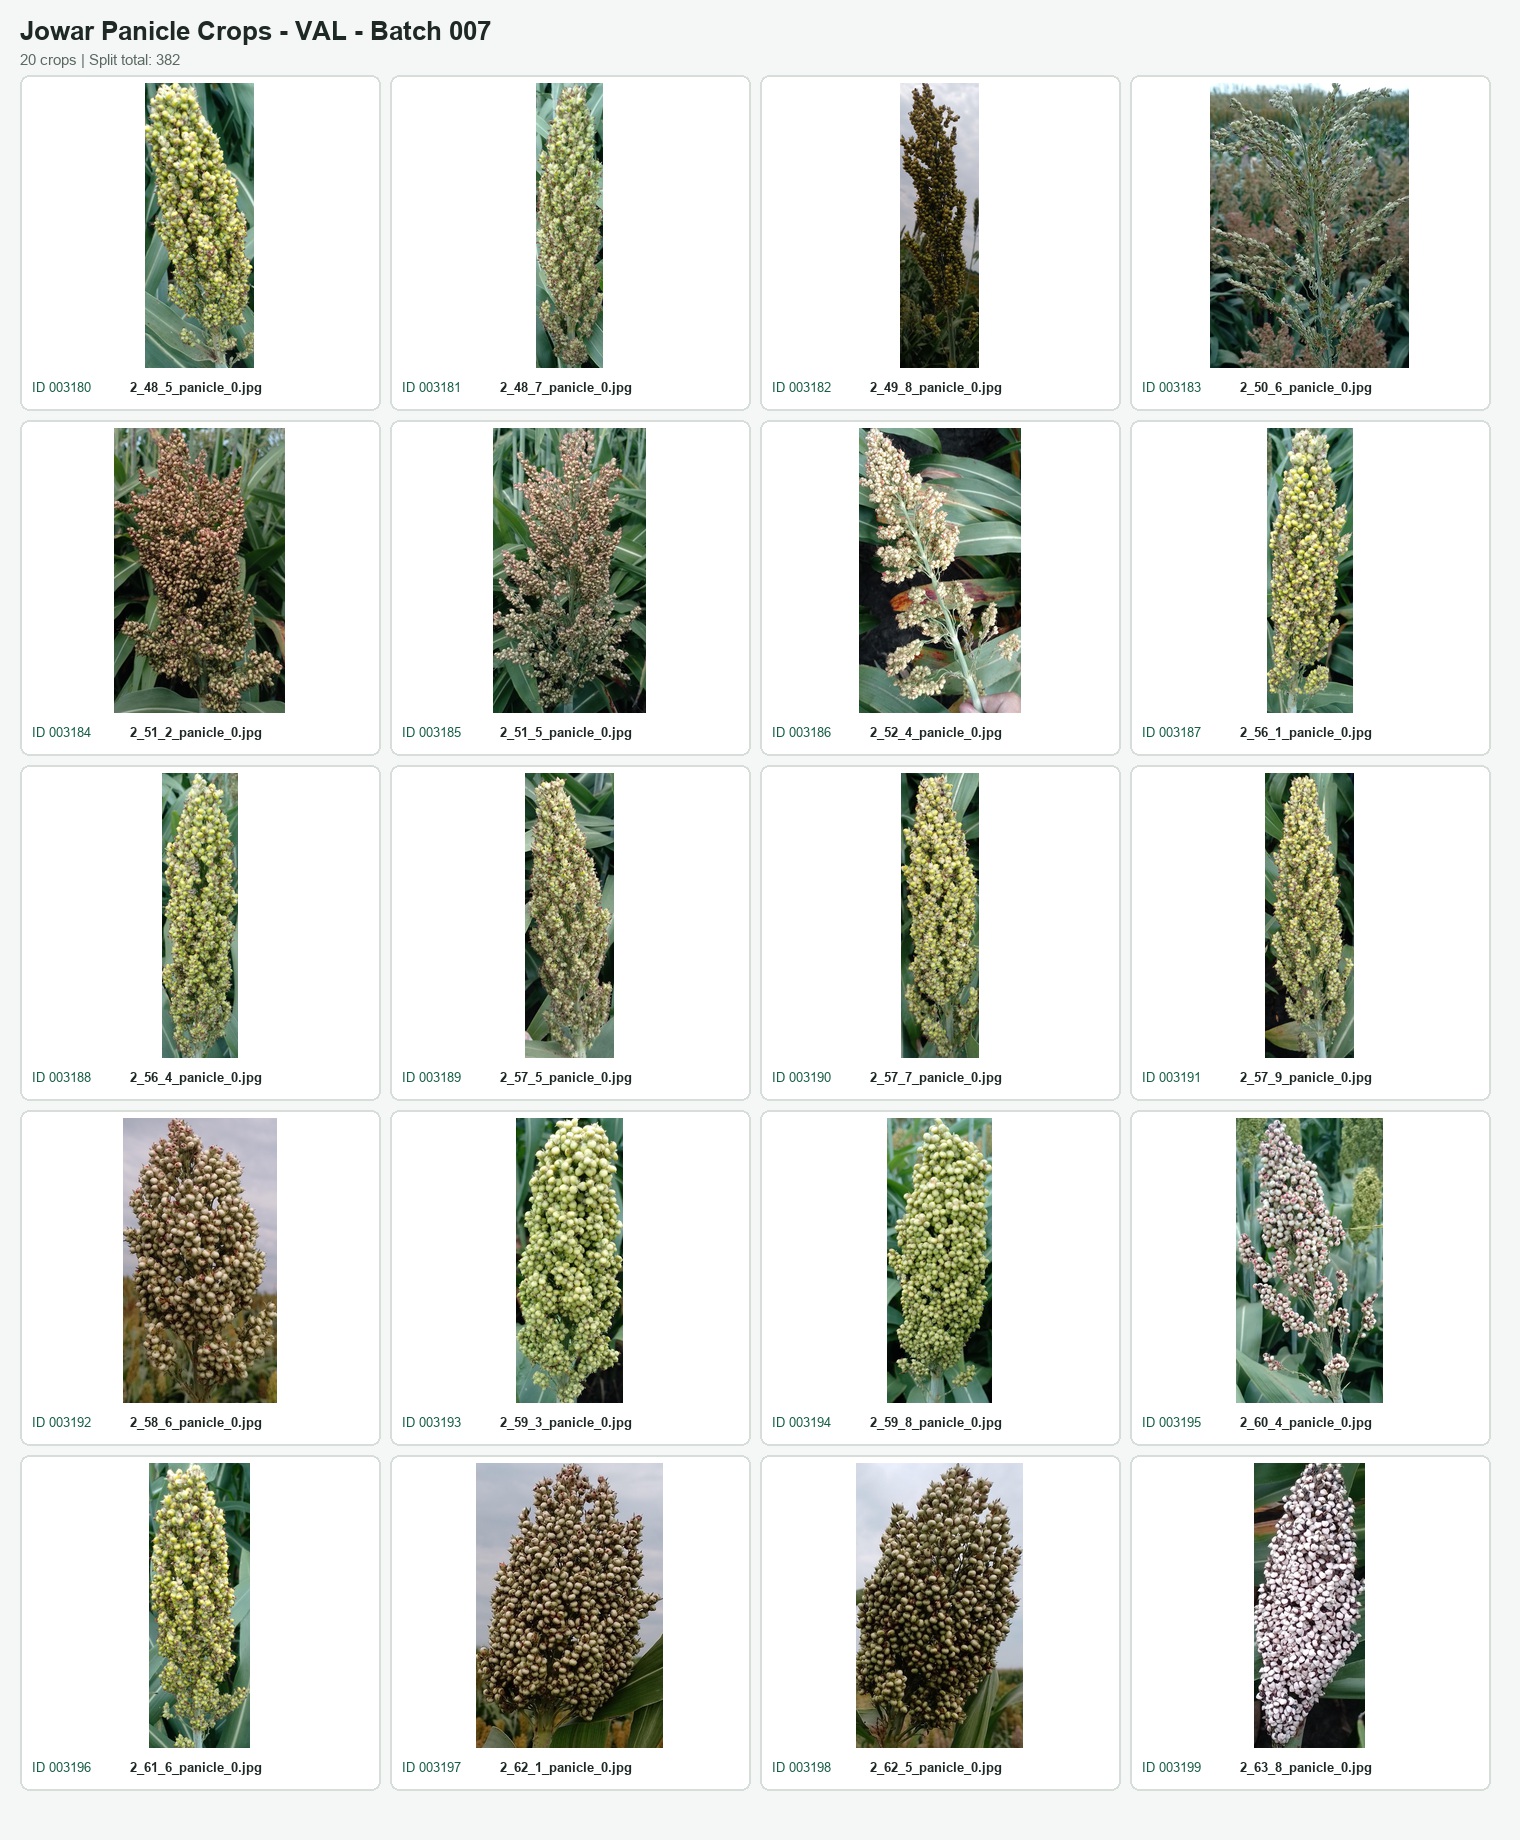 Jowar Panicle Crops - VAL - Batch 007
20 crops | Split total: 382
ID 003180 2_48_5_panicle_0.jpg
ID 003181 2_48_7_panicle_0.jpg
ID 003182 2_49_8_panicle_0.jpg
ID 003183 2_50_6_panicle_0.jpg
ID 003184 2_51_2_panicle_0.jpg
ID 003185 2_51_5_panicle_0.jpg
ID 003186 2_52_4_panicle_0.jpg
ID 003187 2_56_1_panicle_0.jpg
ID 003188 2_56_4_panicle_0.jpg
ID 003189 2_57_5_panicle_0.jpg
ID 003190 2_57_7_panicle_0.jpg
ID 003191 2_57_9_panicle_0.jpg
ID 003192 2_58_6_panicle_0.jpg
ID 003193 2_59_3_panicle_0.jpg
ID 003194 2_59_8_panicle_0.jpg
ID 003195 2_60_4_panicle_0.jpg
ID 003196 2_61_6_panicle_0.jpg
ID 003197 2_62_1_panicle_0.jpg
ID 003198 2_62_5_panicle_0.jpg
ID 003199 2_63_8_panicle_0.jpg